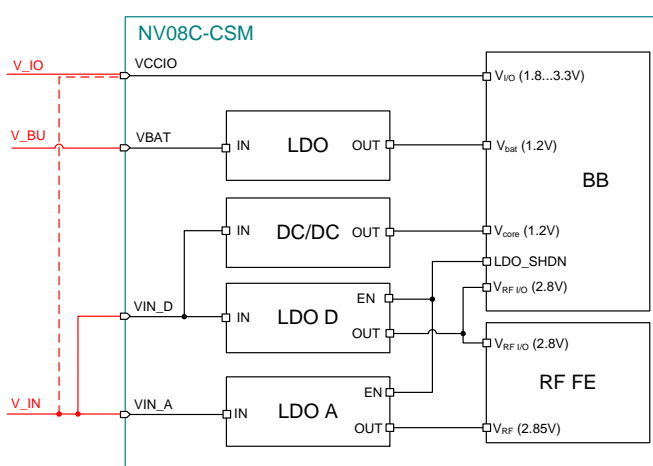 NV08C-CSM
V_IO
VCCIO
V_I/O (1.8...3.3V)
V_BU
VBAT
IN
LDO
OUT
V_bat (1.2V)
BB
IN
DC/DC
OUT
V_core (1.2V)
LDO_SHDN
VIN_D
IN
LDO D
EN
OUT
V_RF I/O (2.8V)
V_RF I/O (2.8V)
RF FE
V_IN
VIN_A
IN
LDO A
EN
OUT
V_RF (2.85V)